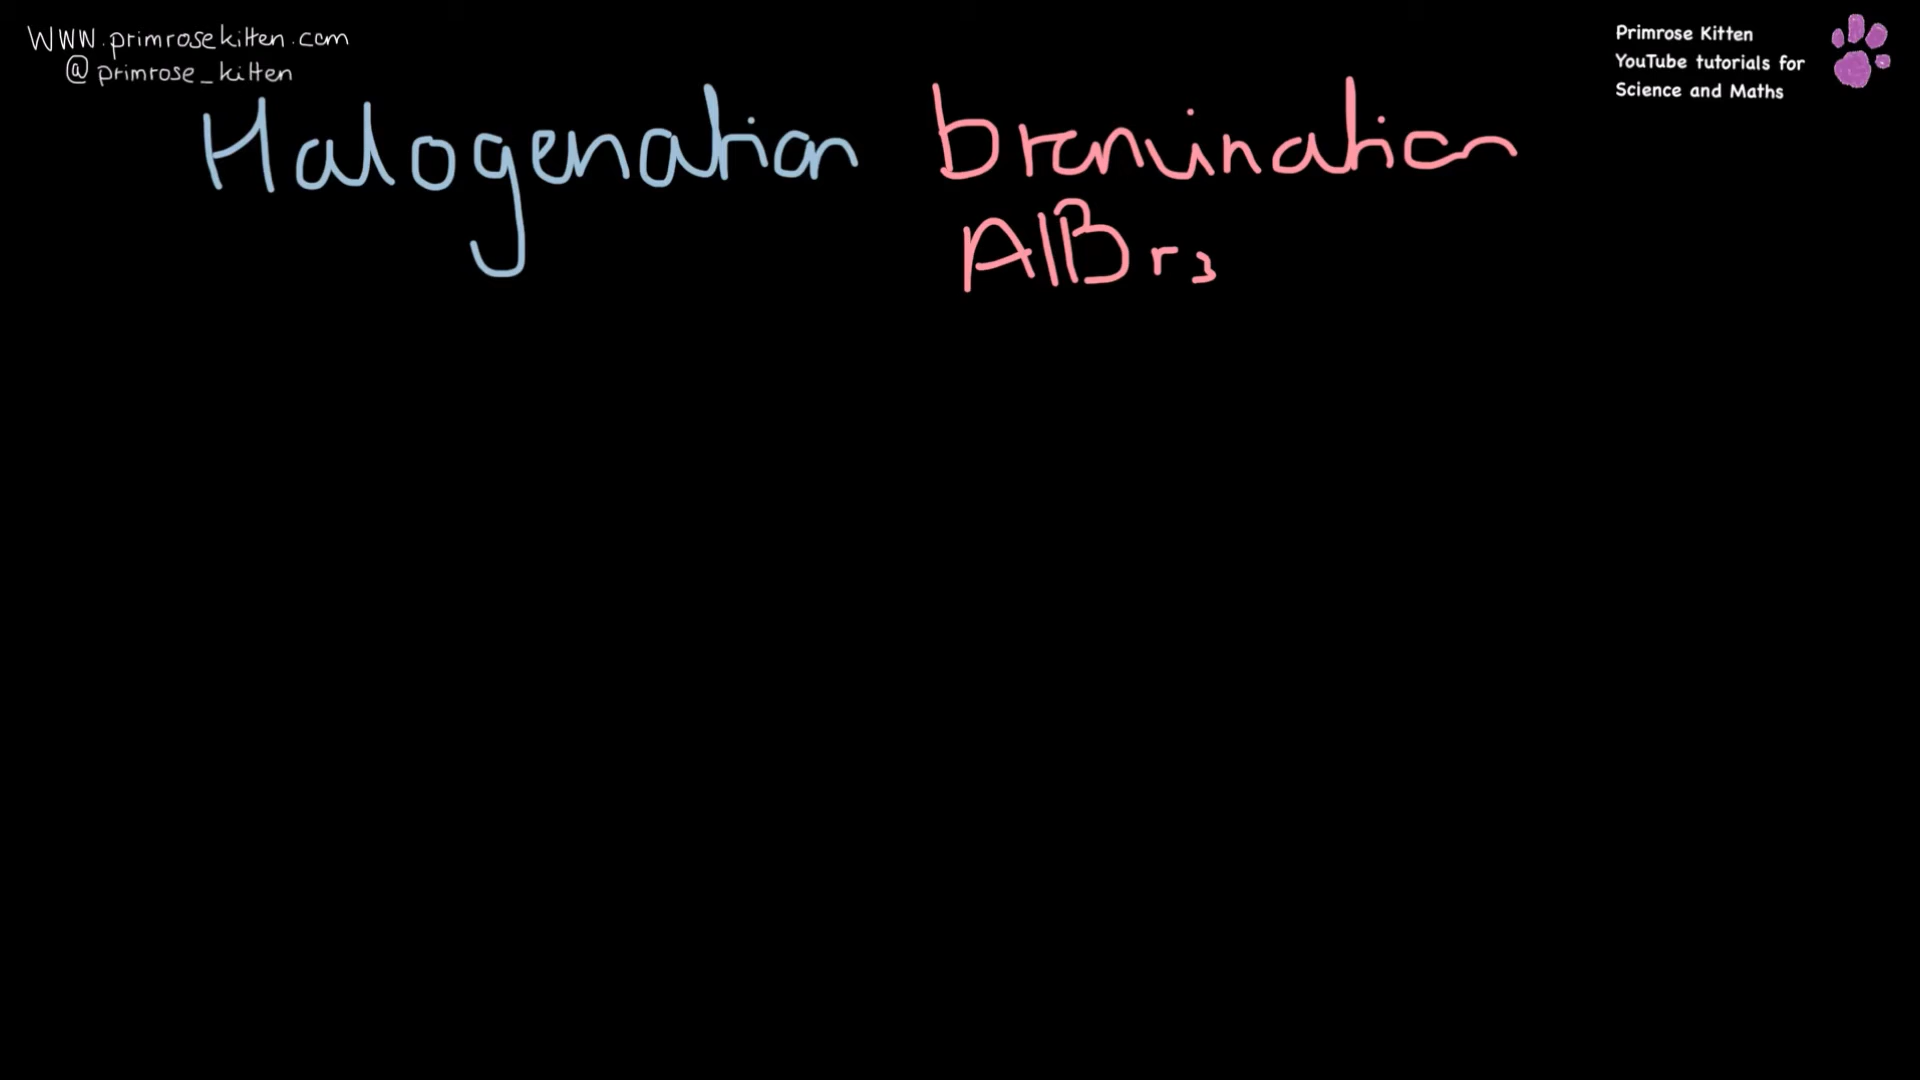 www.primrosekitten.com
@primrose_kitten
Primrose Kitten
YouTube tutorials for
Science and Maths
Halogenation bromination
AlBr3